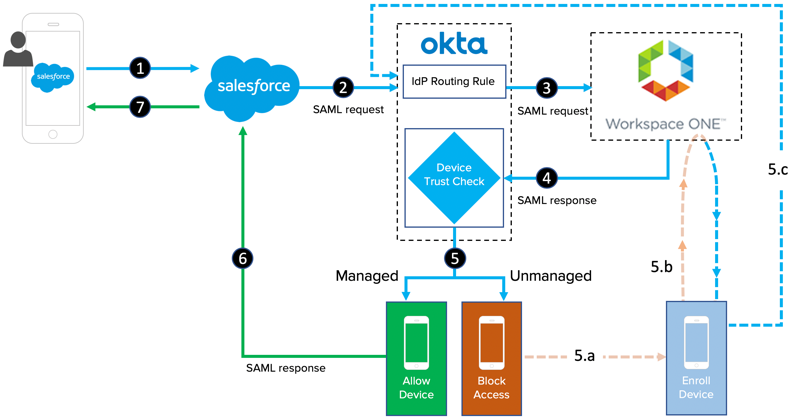 salesforce
1
7
salesforce
2
SAML request
okta
IdP Routing Rule
3
SAML request
Workspace ONE™
Device
Trust Check
4
SAML response
5.c
5.b
5
6
Managed
Unmanaged
SAML response
Allow
Device
Block
Access
5.a
Enroll
Device